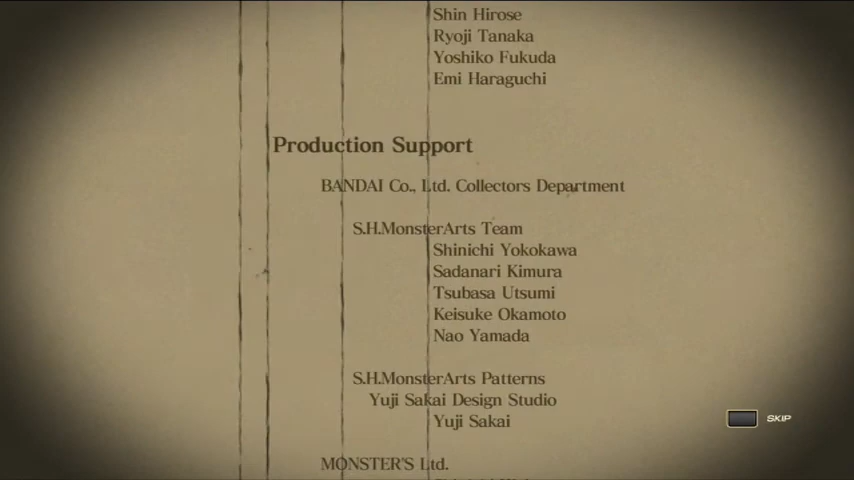 Shin Hirose
Ryoji Tanaka
Yoshiko Fukuda
Emi Haraguchi
Production Support
BANDAI Co., Ltd. Collectors Department
S.H.MonsterArts Team
Shinichi Yokokawa
Sadanari Kimura
Tsubasa Utsumi
Keisuke Okamoto
Nao Yamada
S.H.MonsterArts Patterns
Yuji Sakai Design Studio
Yuji Sakai
SKIP
MONSTER'S Ltd.